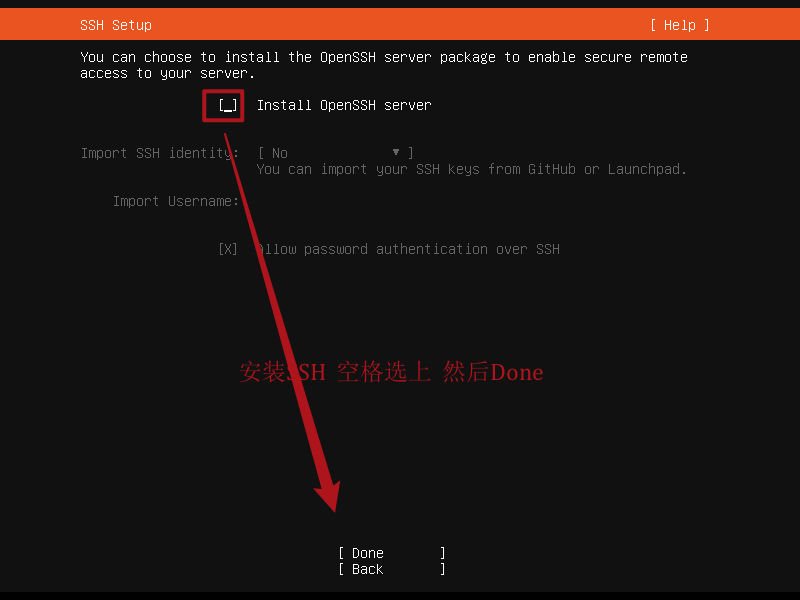 SSH Setup [ Help ]
You can choose to install the OpenSSH server package to enable secure remote
access to your server.
[_] Install OpenSSH server
Import SSH identity: [ No ▾ ]
You can import your SSH keys from GitHub or Launchpad.
Import Username:
[X] Allow password authentication over SSH
安装SSH 空格选上 然后Done
[ Done ]
[ Back ]